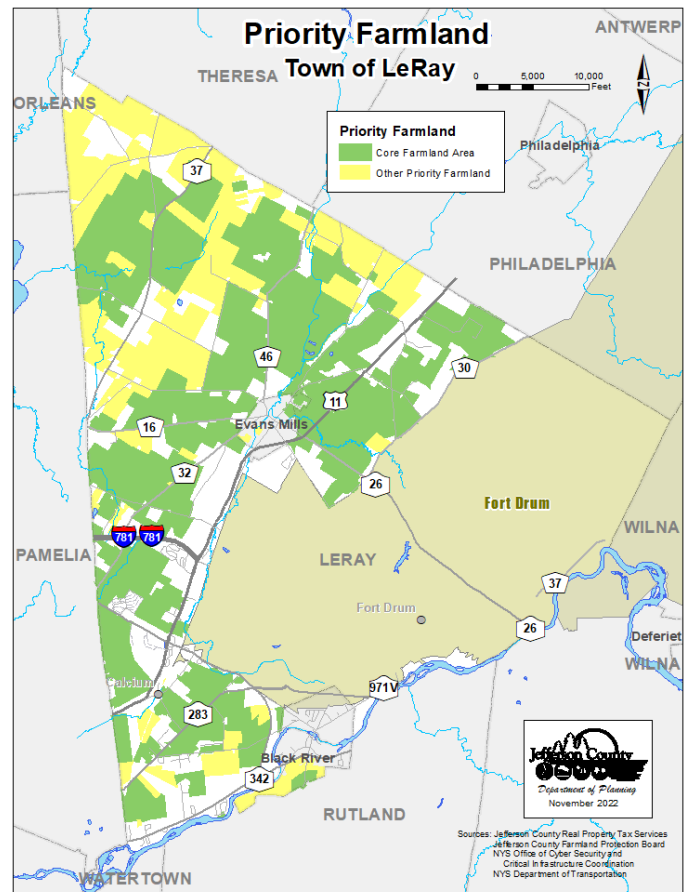 Priority Farmland
Town of LeRay
ANTWERP
THERESA
0 5,000 10,000
Feet
N
ORLEANS
Priority Farmland
Core Farmland Area
Other Priority Farmland
Philadelphia
37
PHILADELPHIA
46
30
11
16
Evans Mills
32
26
Fort Drum
781
781
WILNA
PAMELIA
LERAY
37
Fort Drum
26
Deferiet
WILNA
Calcium
971V
283
Black River
342
Jefferson County
Department of Planning
November 2022
RUTLAND
Sources: Jefferson County Real Property Tax Services
Jefferson County Farmland Protection Board
NYS Office of Cyber Security and
Critical Infrastructure Coordination
NYS Department of Transportation
WATERTOWN